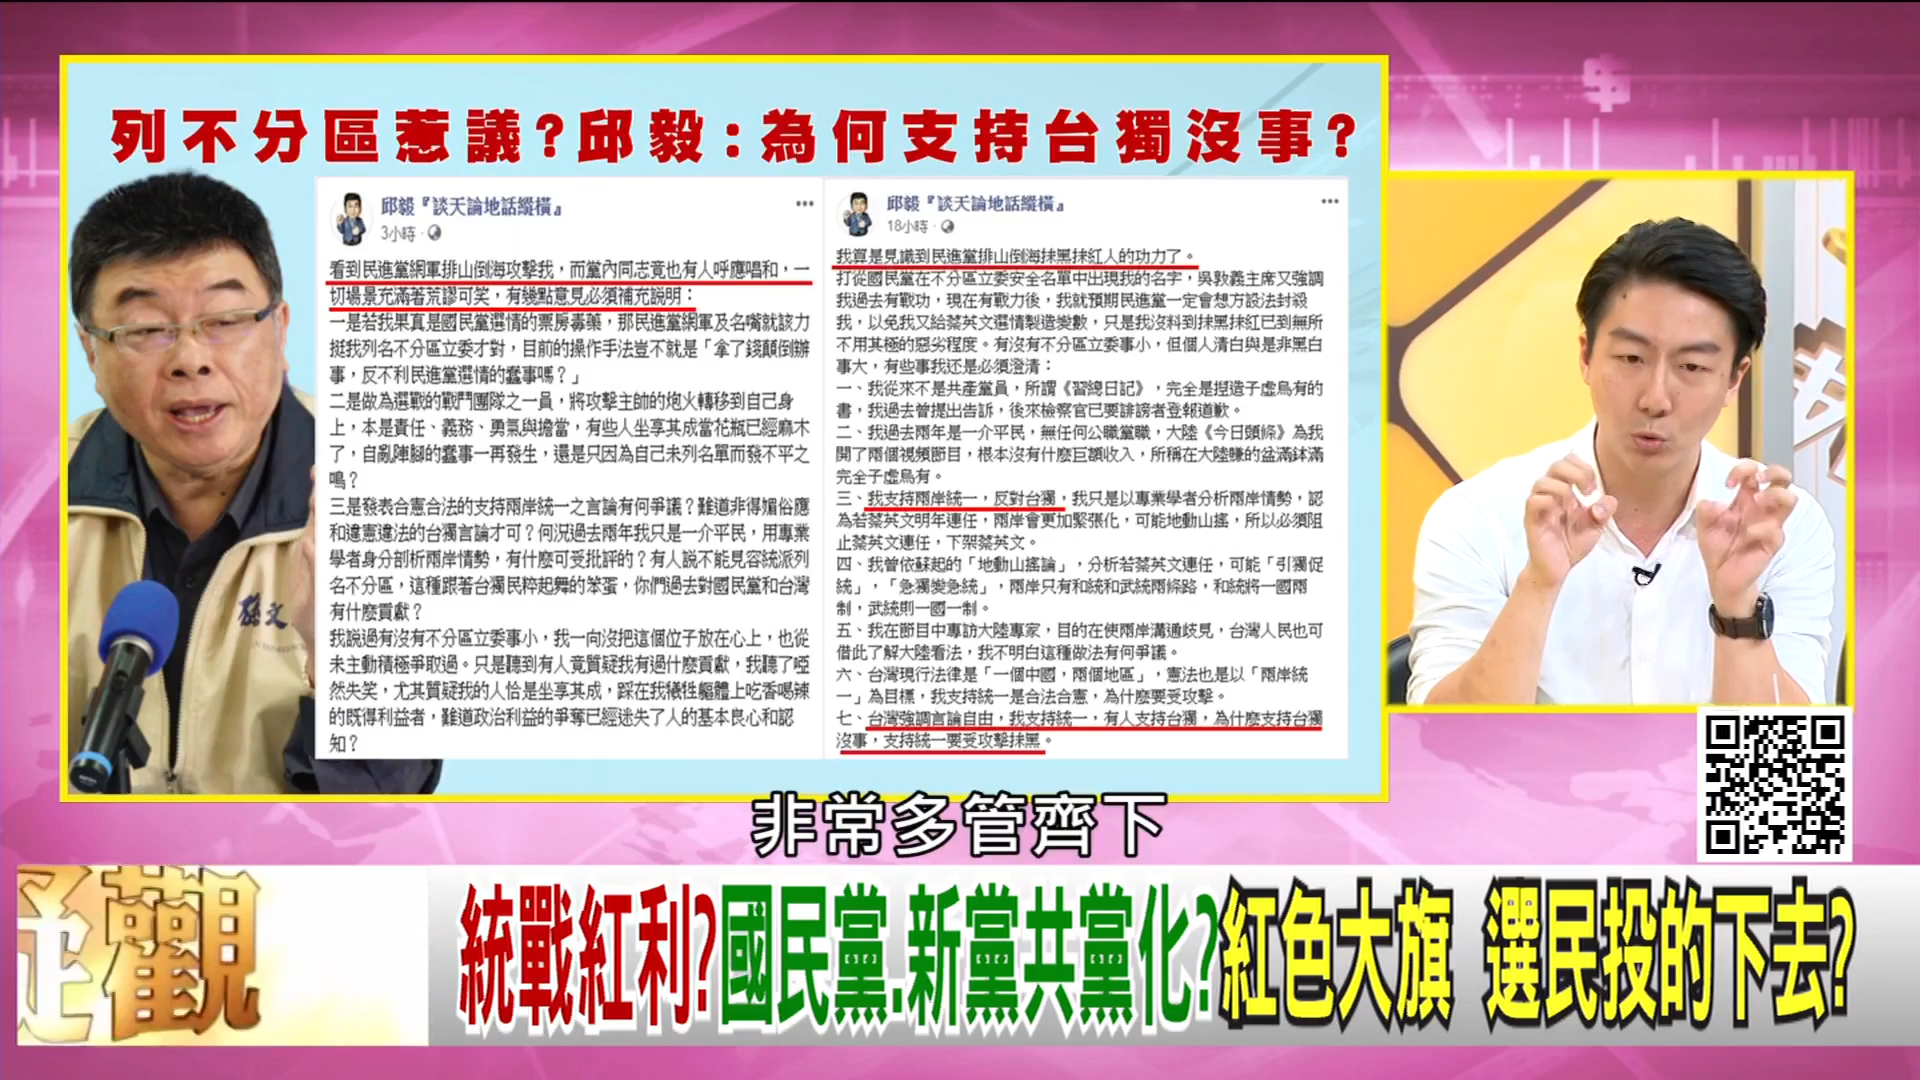 列不分區惹議?邱毅:為何支持台獨沒事?
邱毅『談天論地話縱橫』
3小時
看到民進黨網軍排山倒海攻擊我，而黨內同志竟也有人呼應唱和，一
切場景充滿著荒謬可笑，有幾點意見必須補充說明：
一是若我果真是國民黨選情的票房毒藥，那民進黨網軍及名嘴就該力
挺我列名不分區立委才對，目前的操作手法豈不就是「拿了錢顛倒辦
事，反不利民進黨選情的蠢事嗎？」
二是做為選戰的戰鬥團隊之一員，將攻擊主帥的炮火轉移到自己身
上，本是責任、義務、勇氣與擔當，有些人坐享其成當花瓶已經麻木
了，自亂陣腳的蠢事一再發生，還是只因為自己未列名單而發不平之
鳴？
三是發表合憲合法的支持兩岸統一之言論有何爭議？難道非得媚俗應
和違憲違法的台獨言論才可？何況過去兩年我只是一介平民，用專業
學者身分剖析兩岸情勢，有什麼可受批評的？有人說不能見容統派列
名不分區，這種跟著台獨民粹起舞的笨蛋，你們過去對國民黨和台灣
有什麼貢獻？
我說過有沒有不分區立委事小，我一向沒把這個位子放在心上，也從
未主動積極爭取過。只是聽到有人竟質疑我有過什麼貢獻，我聽了啞
然失笑，尤其質疑我的人恰是坐享其成，踩在我犧牲軀體上吃香喝辣
的既得利益者，難道政治利益的爭奪已經迷失了人的基本良心和認
知？
邱毅『談天論地話縱橫』
18小時
我算是見識到民進黨排山倒海抹黑抹紅人的功力了。
打從國民黨在不分區立委安全名單中出現我的名字，吳敦義主席又強調
我過去有戰功，現在有戰力後，我就預期民進黨一定會想方設法封殺
我，以免我又給蔡英文選情製造變數，只是我沒料到抹黑抹紅已到無所
不用其極的惡劣程度。有沒有不分區立委事小，但個人清白與是非黑白
事大，有些事我還是必須澄清：
一、我從來不是共產黨員，所謂《習總日記》，完全是捏造子虛烏有的
書，我過去曾提出告訴，後來檢察官已要誹謗者登報道歉。
二、我過去兩年是一介平民，無任何公職黨職，大陸《今日頭條》為我
開了兩個視頻節目，根本沒有什麼巨額收入，所稱在大陸賺的盆滿缽滿
完全子虛烏有。
三、我支持兩岸統一，反對台獨，我只是以專業學者分析兩岸情勢，認
為若蔡英文明年連任，兩岸會更加緊張化，可能地動山搖，所以必須阻
止蔡英文連任，下架蔡英文。
四、我曾依蘇起的「地動山搖論」，分析若蔡英文連任，可能「引獨促
統」，「急獨變急統」，兩岸只有和統和武統兩條路，和統將一國兩
制，武統則一國一制。
五、我在節目中專訪大陸專家，目的在使兩岸溝通歧見，台灣人民也可
借此了解大陸看法，我不明白這種做法有何爭議。
六、台灣現行法律是「一個中國，兩個地區」，憲法也是以「兩岸統
一」為目標，我支持統一是合法合憲，為什麼要受攻擊。
七、台灣強調言論自由，我支持統一，有人支持台獨，為什麼支持台獨
沒事，支持統一要受攻擊抹黑。
孫文
非常多管齊下
觀
統戰紅利?國民黨.新黨共黨化?紅色大旗 選民投的下去?